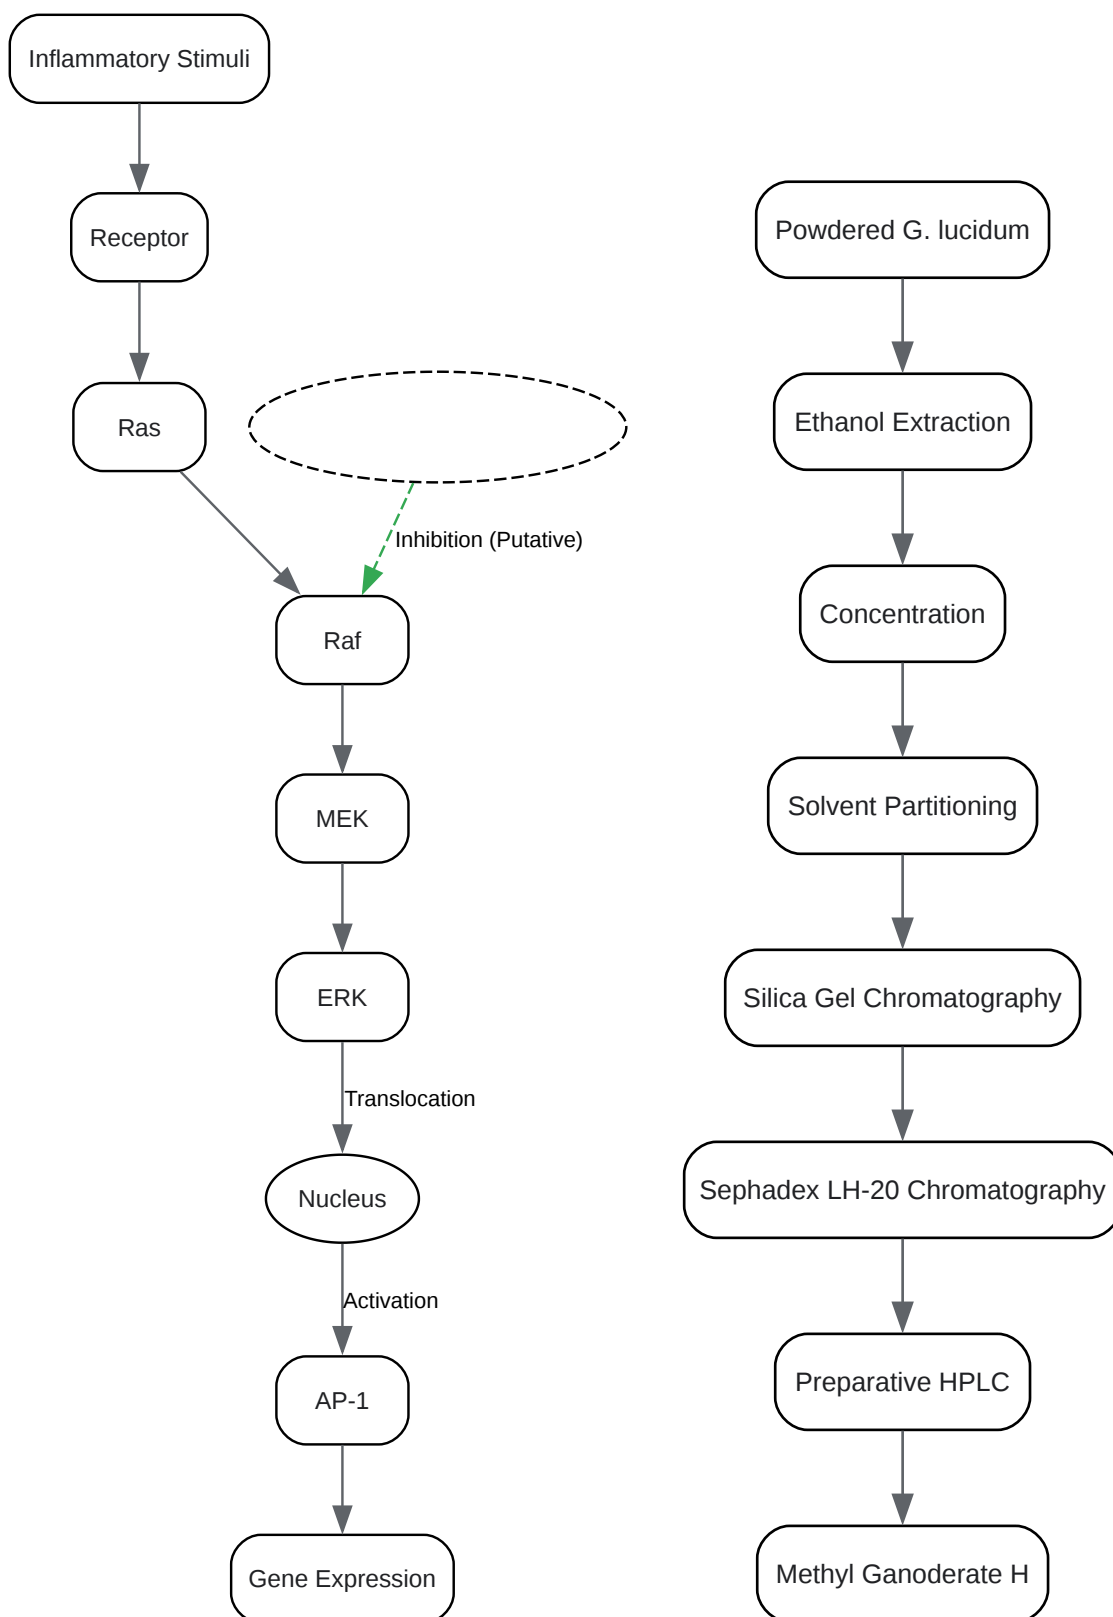 Inflammatory Stimuli
Receptor
Ras
Inhibition (Putative)
Raf
MEK
ERK
Translocation
Nucleus
Activation
AP-1
Gene Expression
Powdered G. lucidum
Ethanol Extraction
Concentration
Solvent Partitioning
Silica Gel Chromatography
Sephadex LH-20 Chromatography
Preparative HPLC
Methyl Ganoderate H